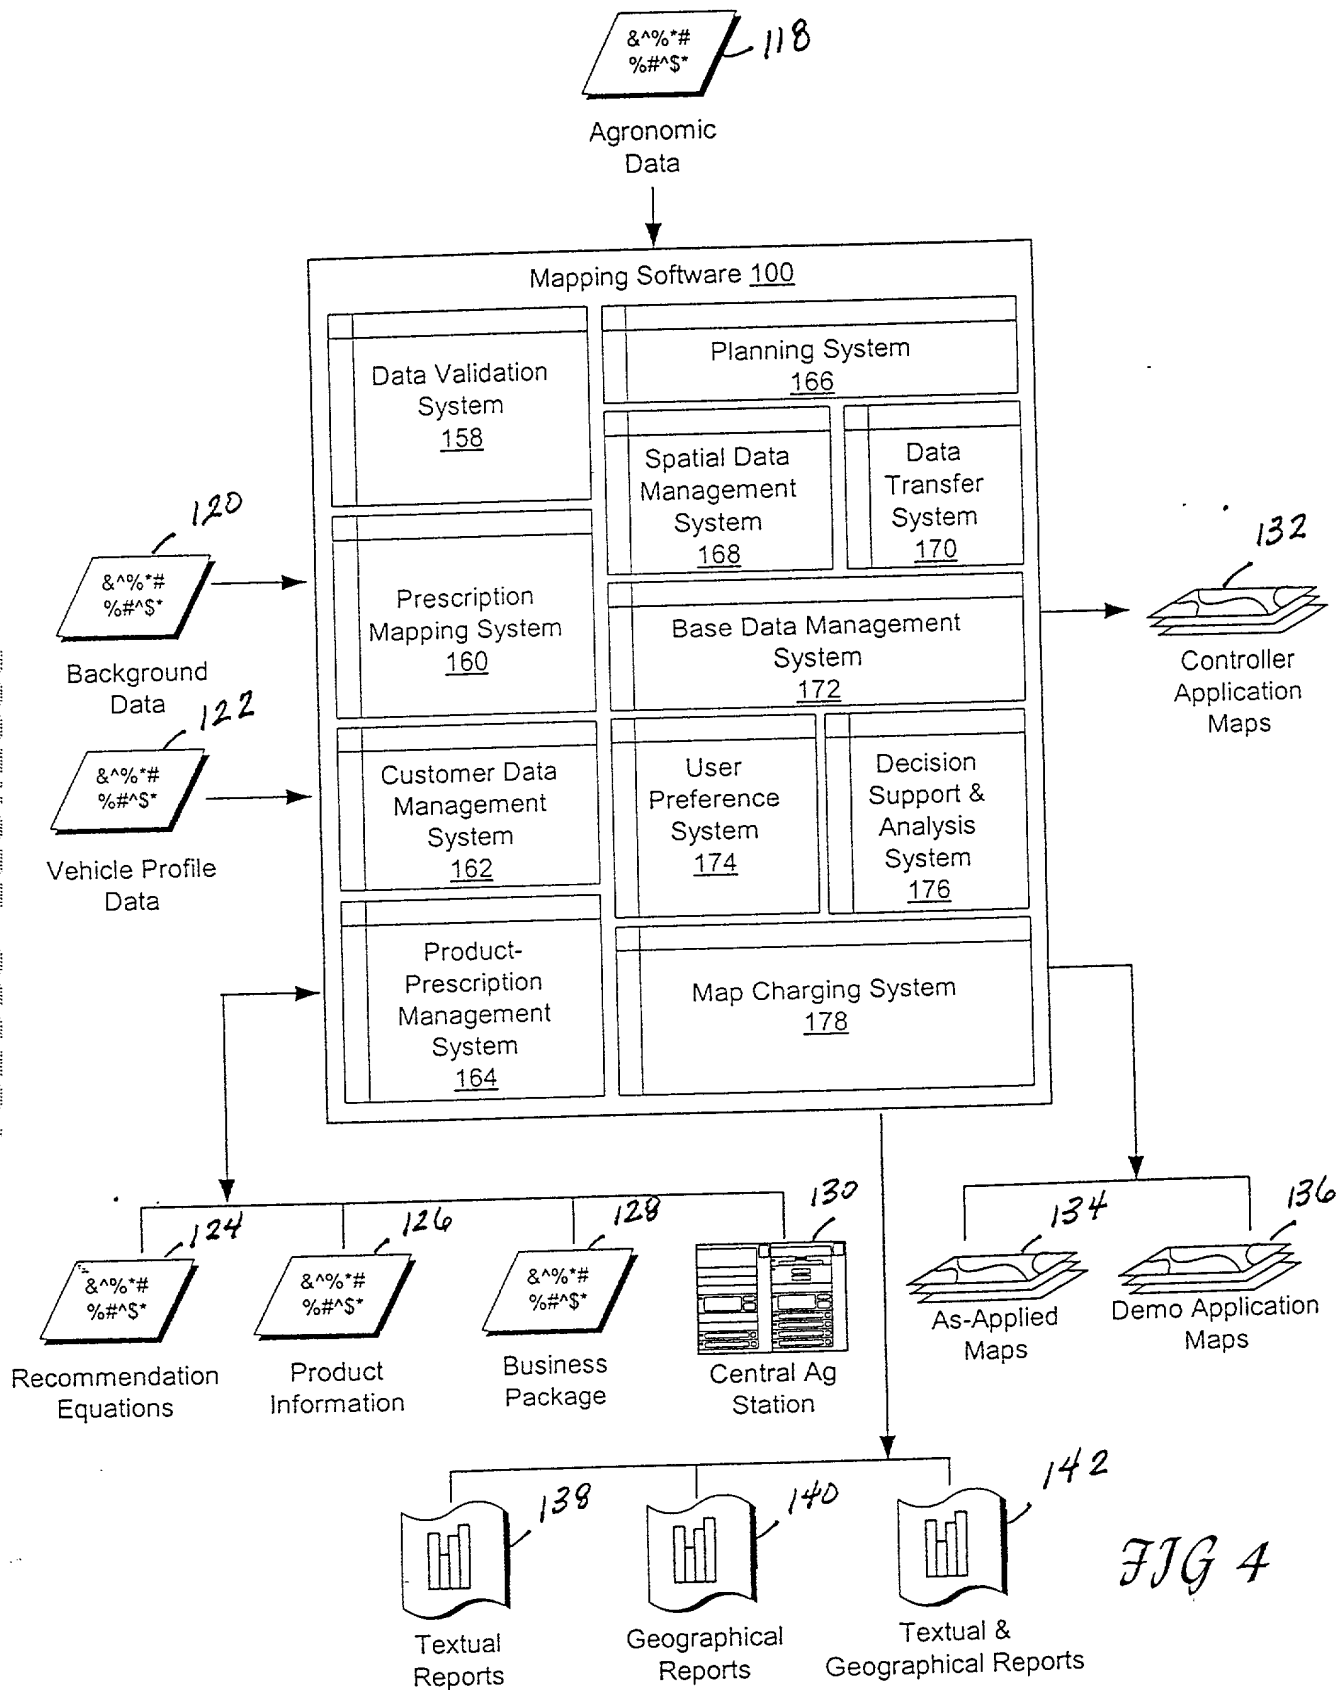 &^%*#
%#^$*
118
Agronomic
Data
Mapping Software 100
Data Validation
System
158
Planning System
166
Spatial Data
Management
System
168
Data
Transfer
System
170
Prescription
Mapping System
160
Base Data Management
System
172
Customer Data
Management
System
162
User
Preference
System
174
Decision
Support &
Analysis
System
176
Product-
Prescription
Management
System
164
Map Charging System
178
120
&^%*#
%#^$*
Background
Data
122
&^%*#
%#^$*
Vehicle Profile
Data
132
Controller
Application
Maps
124
&^%*#
%#^$*
Recommendation
Equations
126
&^%*#
%#^$*
Product
Information
128
&^%*#
%#^$*
Business
Package
130
Central Ag
Station
134
As-Applied
Maps
136
Demo Application
Maps
138
Textual
Reports
140
Geographical
Reports
142
Textual &
Geographical Reports
FIG 4